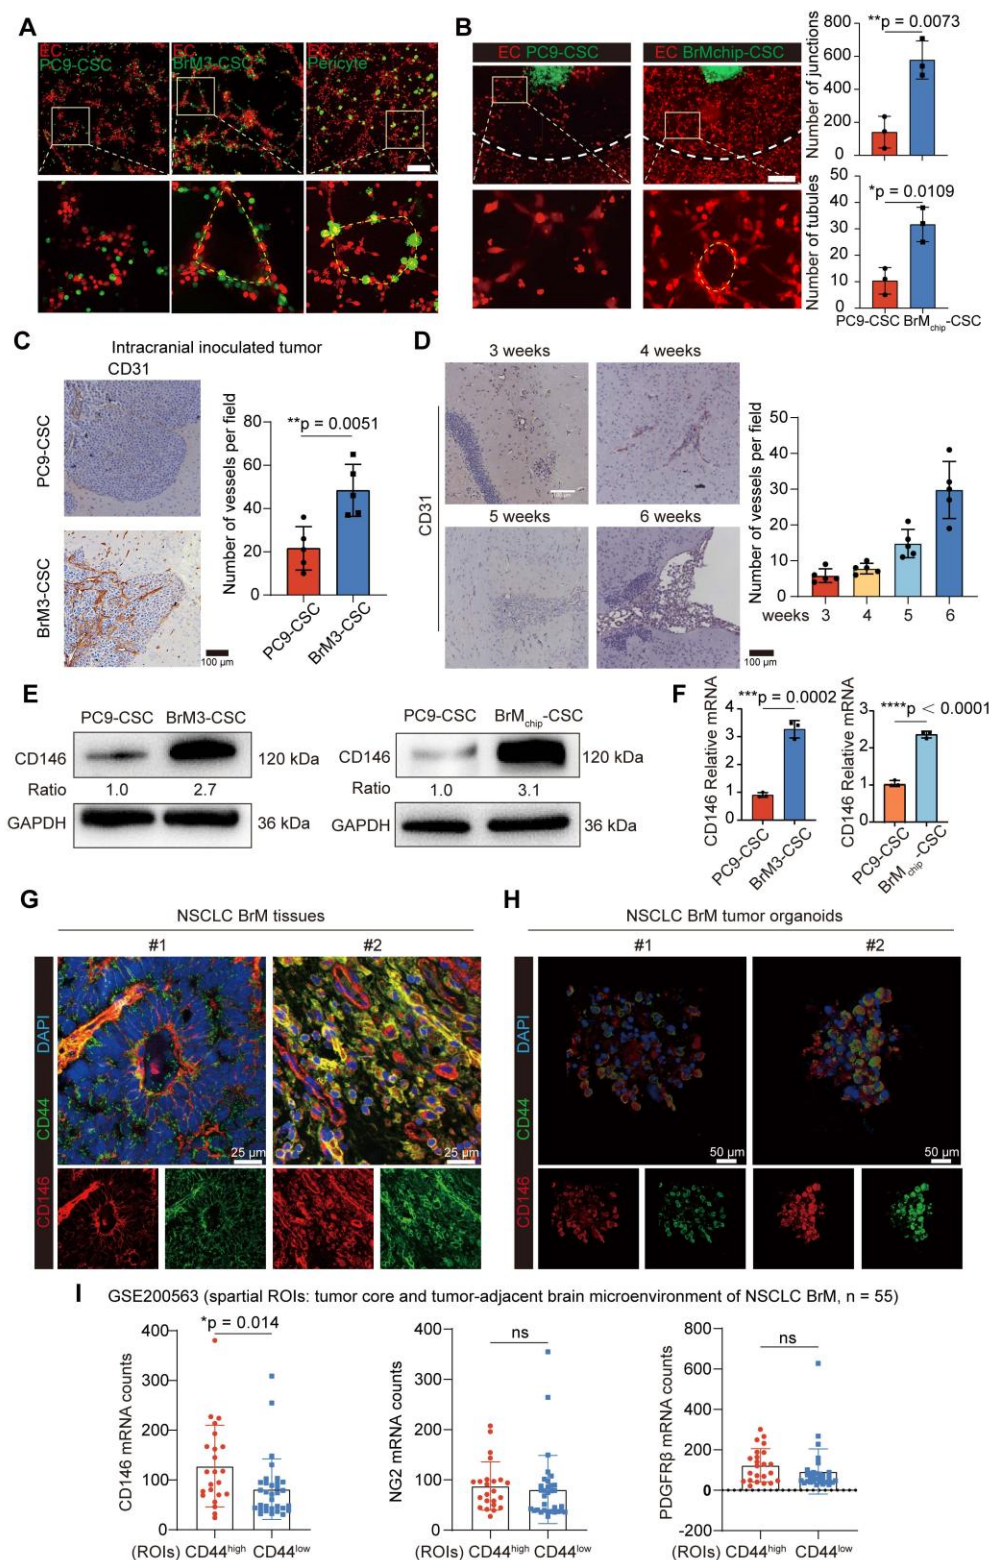 A
EC
PC9-CSC
EC
BrM3-CSC
EC
Pericyte
B
EC PC9-CSC
EC BrMchip-CSC
Number of junctions
800
600
400
200
0
**p = 0.0073
Number of tubules
50
40
30
20
10
0
*p = 0.0109
PC9-CSC BrMchip-CSC
C
Intracranial inoculated tumor
CD31
PC9-CSC
BrM3-CSC
100 μm
Number of vessels per field
80
60
40
20
0
**p = 0.0051
PC9-CSC
BrM3-CSC
D
3 weeks
4 weeks
5 weeks
6 weeks
CD31
100 μm
Number of vessels per field
50
40
30
20
10
0
weeks 3 4 5 6
E
PC9-CSC BrM3-CSC
CD146
120 kDa
Ratio 1.0 2.7
GAPDH
36 kDa
PC9-CSC BrMchip-CSC
CD146
120 kDa
Ratio 1.0 3.1
GAPDH
36 kDa
F
CD146 Relative mRNA
4
3
2
1
0
***p = 0.0002
PC9-CSC
BrM3-CSC
CD146 Relative mRNA
3
2
1
0
****p < 0.0001
PC9-CSC
BrMchip-CSC
G
NSCLC BrM tissues
#1
#2
CD146 CD44 DAPI
25 μm
25 μm
H
NSCLC BrM tumor organoids
#1
#2
CD146 CD44 DAPI
50 μm
50 μm
I
GSE200563 (spatial ROIs: tumor core and tumor-adjacent brain microenvironment of NSCLC BrM, n = 55)
CD146 mRNA counts
400
300
200
100
0
*p = 0.014
(ROIs) CD44high CD44low
NG2 mRNA counts
400
300
200
100
0
ns
(ROIs) CD44high CD44low
PDGFRβ mRNA counts
800
600
400
200
0
-200
ns
(ROIs) CD44high CD44low